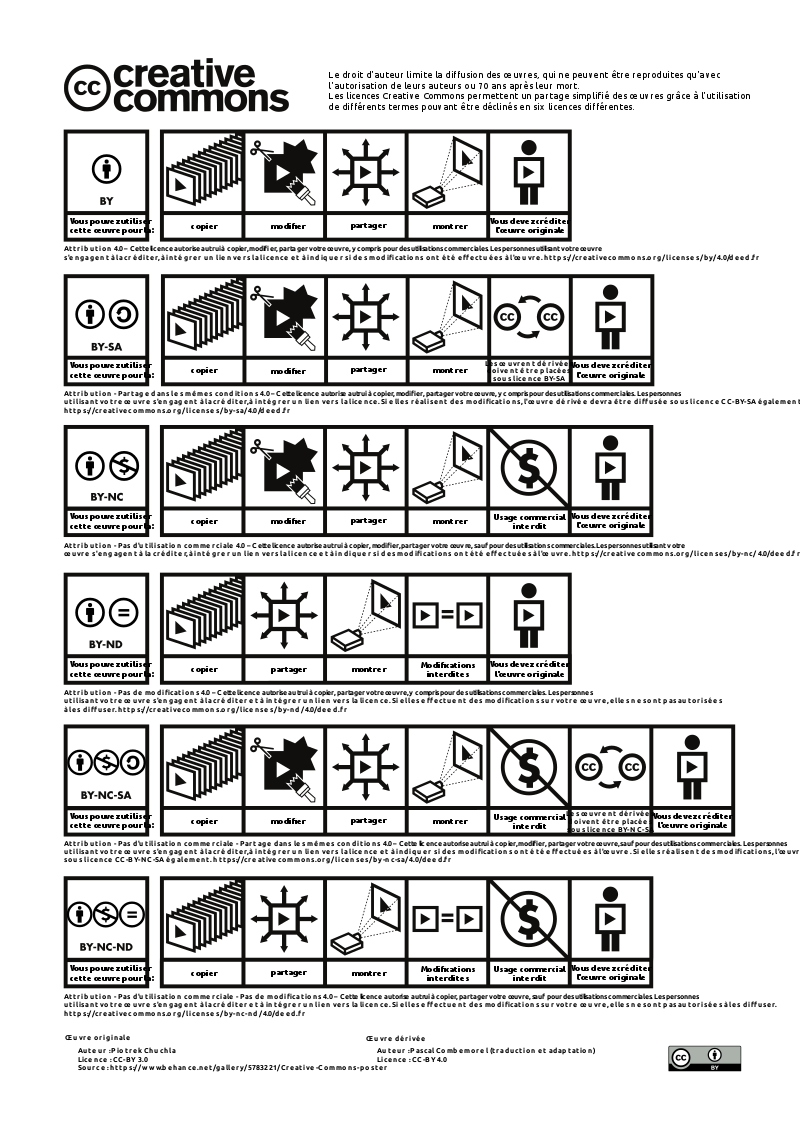 cc creative
commons
Le droit d'auteur limite la diffusion des œuvres, qui ne peuvent être reproduites qu'avec
l'autorisation de leurs auteurs ou 70 ans après leur mort.
Les licences Creative Commons permettent un partage simplifié des œuvres grâce à l'utilisation
de différents termes pouvant être déclinés en six licences différentes.
BY
Vous pouvez utiliser
cette œuvre pour la:
copier
modifier
partager
montrer
Vous devez créditer
l'œuvre originale
Attribution 4.0 – Cette licence autorise autrui à copier, modifier, partager votre œuvre, y compris pour des utilisations commerciales. Les personnes utilisant votre œuvre
s'engagent à la créditer, à intégrer un lien vers la licence et à indiquer si des modifications ont été effectuées à l'œuvre. https://creativecommons.org/licenses/by/4.0/deed.fr
BY-SA
Vous pouvez utiliser
cette œuvre pour la:
copier
modifier
partager
montrer
cc cc
œuvrent dérivées
doivent être placées
sous licence BY-SA
Vous devez créditer
l'œuvre originale
Attribution - Partage dans les mêmes conditions 4.0 – Cette licence autorise autrui à copier, modifier, partager votre œuvre, y compris pour des utilisations commerciales. Les personnes
utilisant votre œuvre s'engagent à la créditer, à intégrer un lien vers la licence. Si elles réalisent des modifications, l'œuvre dérivée devra être diffusée sous licence CC-BY-SA également
https://creativecommons.org/licenses/by-sa/4.0/deed.fr
BY-NC
Vous pouvez utiliser
cette œuvre pour la:
copier
modifier
partager
montrer
$
Usage commercial
interdit
Vous devez créditer
l'œuvre originale
Attribution - Pas d'utilisation commerciale 4.0 – Cette licence autorise autrui à copier, modifier, partager votre œuvre, sauf pour des utilisations commerciales. Les personnes utilisant votre
œuvre s'engagent à la créditer, à intégrer un lien vers la licence et à indiquer si des modifications ont été effectuées à l'œuvre. https://creativecommons.org/licenses/by-nc/4.0/deed.fr
BY-ND
Vous pouvez utiliser
cette œuvre pour la:
copier
partager
montrer
Modifications
interdites
Vous devez créditer
l'œuvre originale
Attribution - Pas de modifications 4.0 – Cette licence autorise autrui à copier, partager votre œuvre, y compris pour des utilisations commerciales. Les personnes
utilisant votre œuvre s'engagent à la créditer et à intégrer un lien vers la licence. Si elles effectuent des modifications sur votre œuvre, elles ne sont pas autorisées
à les diffuser. https://creativecommons.org/licenses/by-nd/4.0/deed.fr
BY-NC-SA
Vous pouvez utiliser
cette œuvre pour la:
copier
modifier
partager
montrer
$
Usage commercial
interdit
cc cc
œuvrent dérivées
doivent être placées
sous licence BY-NC-SA
Vous devez créditer
l'œuvre originale
Attribution - Pas d'utilisation commerciale - Partage dans les mêmes conditions 4.0 – Cette licence autorise autrui à copier, modifier, partager votre œuvre, sauf pour des utilisations commerciales. Les personnes
utilisant votre œuvre s'engagent à la créditer, à intégrer un lien vers la licence et à indiquer si des modifications ont été effectuées à l'œuvre. Si elles réalisent des modifications, l'œuvr
sous licence CC-BY-NC-SA également. https://creativecommons.org/licenses/by-nc-sa/4.0/deed.fr
BY-NC-ND
Vous pouvez utiliser
cette œuvre pour la:
copier
partager
montrer
Modifications
interdites
$
Usage commercial
interdit
Vous devez créditer
l'œuvre originale
Attribution - Pas d'utilisation commerciale - Pas de modifications 4.0 – Cette licence autorise autrui à copier, partager votre œuvre, sauf pour des utilisations commerciales. Les personnes
utilisant votre œuvre s'engagent à la créditer et à intégrer un lien vers la licence. Si elles effectuent des modifications sur votre œuvre, elles ne sont pas autorisées à les diffuser.
https://creativecommons.org/licenses/by-nc-nd/4.0/deed.fr
Œuvre originale
Auteur : Piotrek Chuchla
Licence : CC-BY 3.0
Source : https://www.behance.net/gallery/5783221/Creative-Commons-poster
Œuvre dérivée
Auteur : Pascal Combemorel (traduction et adaptation)
Licence : CC-BY 4.0
cc
BY